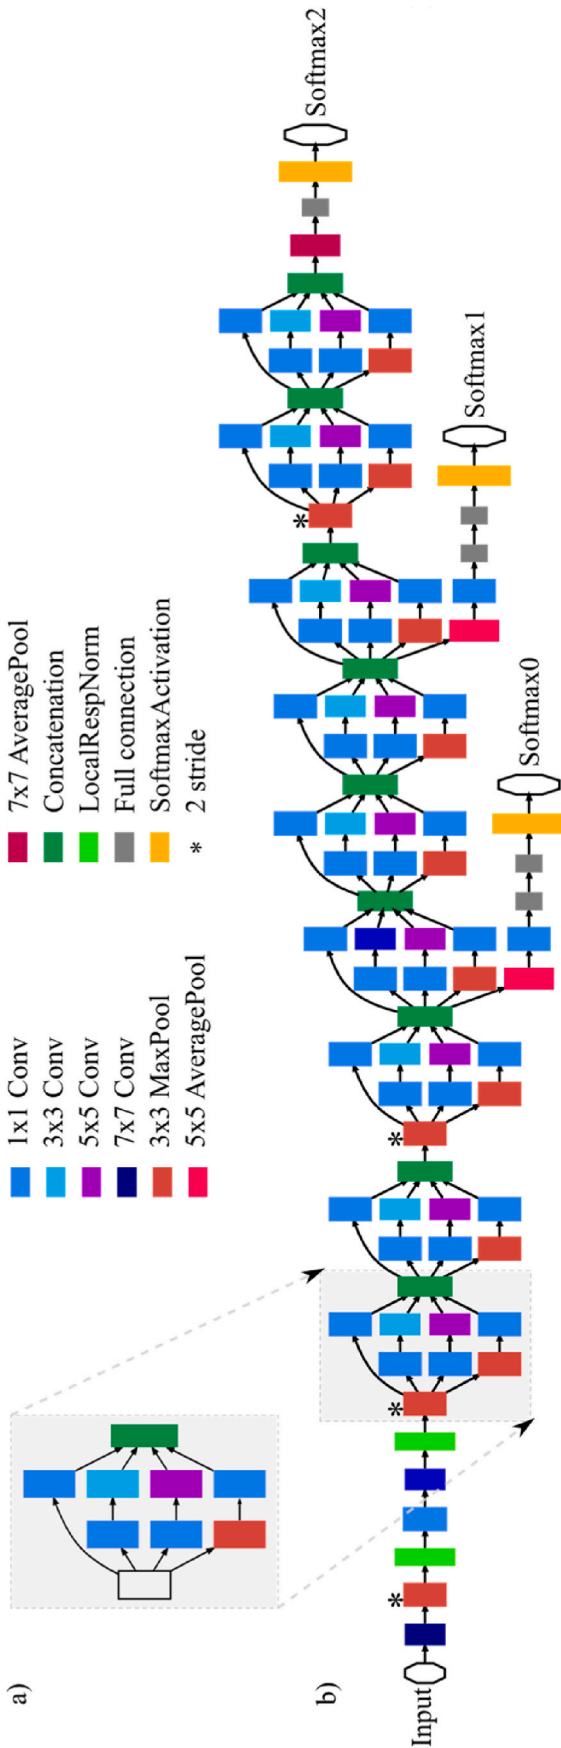 a)
1x1 Conv
3x3 Conv
5x5 Conv
7x7 Conv
3x3 MaxPool
5x5 AveragePool
7x7 AveragePool
Concatenation
LocalRespNorm
Full connection
SoftmaxActivation
* 2 stride
b)
Input
*
*
*
*
Softmax0
Softmax1
Softmax2